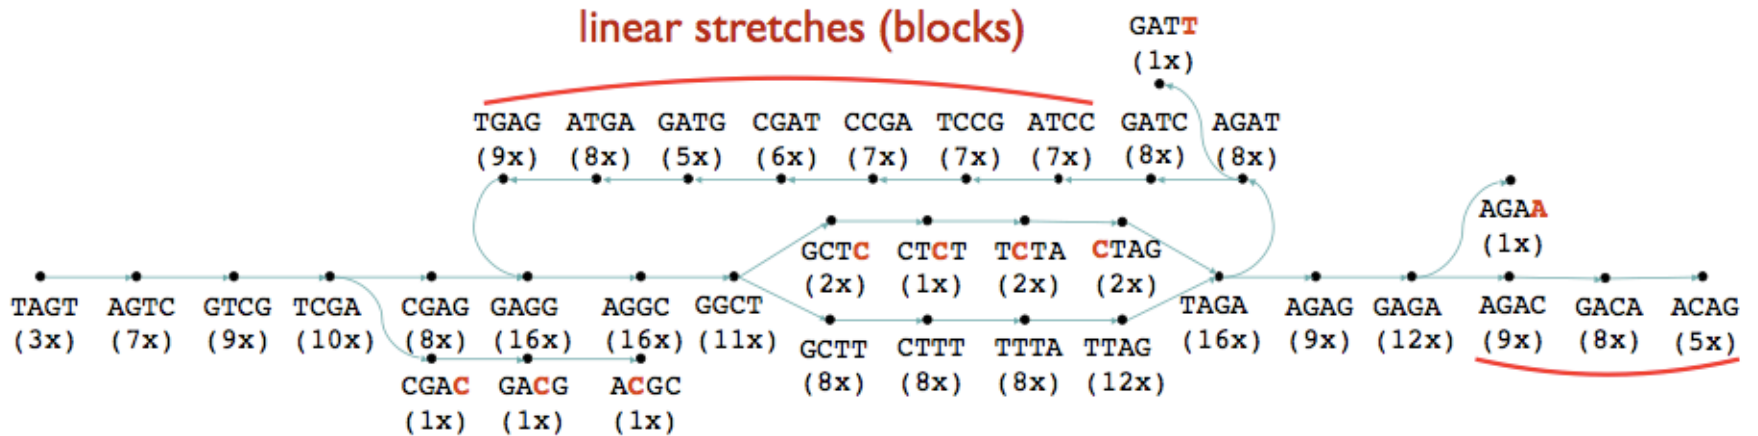 linear stretches (blocks)
GATT
(1x)
TGAG ATGA GATG CGAT CCGA TCCG ATCC GATC AGAT
(9x) (8x) (5x) (6x) (7x) (7x) (7x) (8x) (8x)
AGAA
(1x)
GCTC CTCT TCTA CTAG
(2x) (1x) (2x) (2x)
TAGT AGTC GTCG TCGA CGAG GAGG AGGC GGCT TAGA AGAG GAGA AGAC GACA ACAG
(3x) (7x) (9x) (10x) (8x) (16x) (16x) (11x) (16x) (9x) (12x) (9x) (8x) (5x)
GCTT CTTT TTTA TTAG
(8x) (8x) (8x) (12x)
CGAC GACG ACGC
(1x) (1x) (1x)